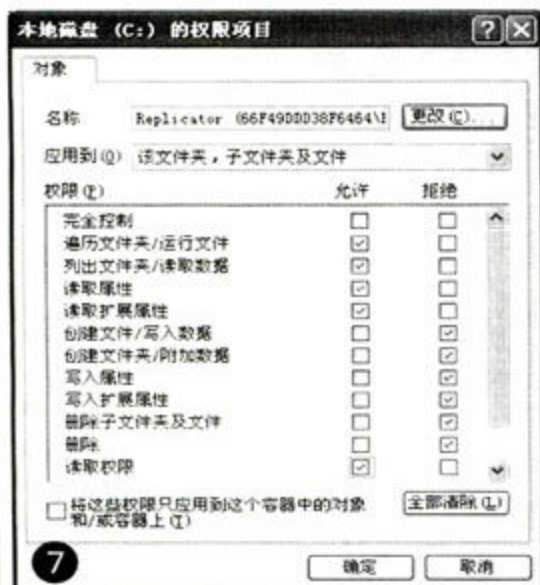 本地磁盘 (C:) 的权限项目
对象
名称 Replicator (66F49DDD38F6464\ 更改(C)...
应用到(O) 该文件夹，子文件夹及文件
权限(P) 允许 拒绝
完全控制
遍历文件夹/运行文件
列出文件夹/读取数据
读取属性
读取扩展属性
创建文件/写入数据
创建文件夹/附加数据
写入属性
写入扩展属性
删除子文件夹及文件
删除
读取权限
将这些权限只应用到这个容器中的对象 全部清除(L)
和/或容器上(T)
7 确定 取消